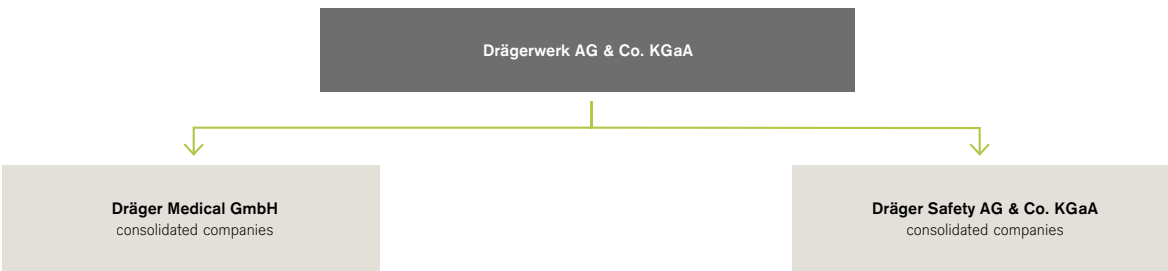 Drägerwerk AG & Co. KGaA
Dräger Medical GmbH
consolidated companies
Dräger Safety AG & Co. KGaA
consolidated companies